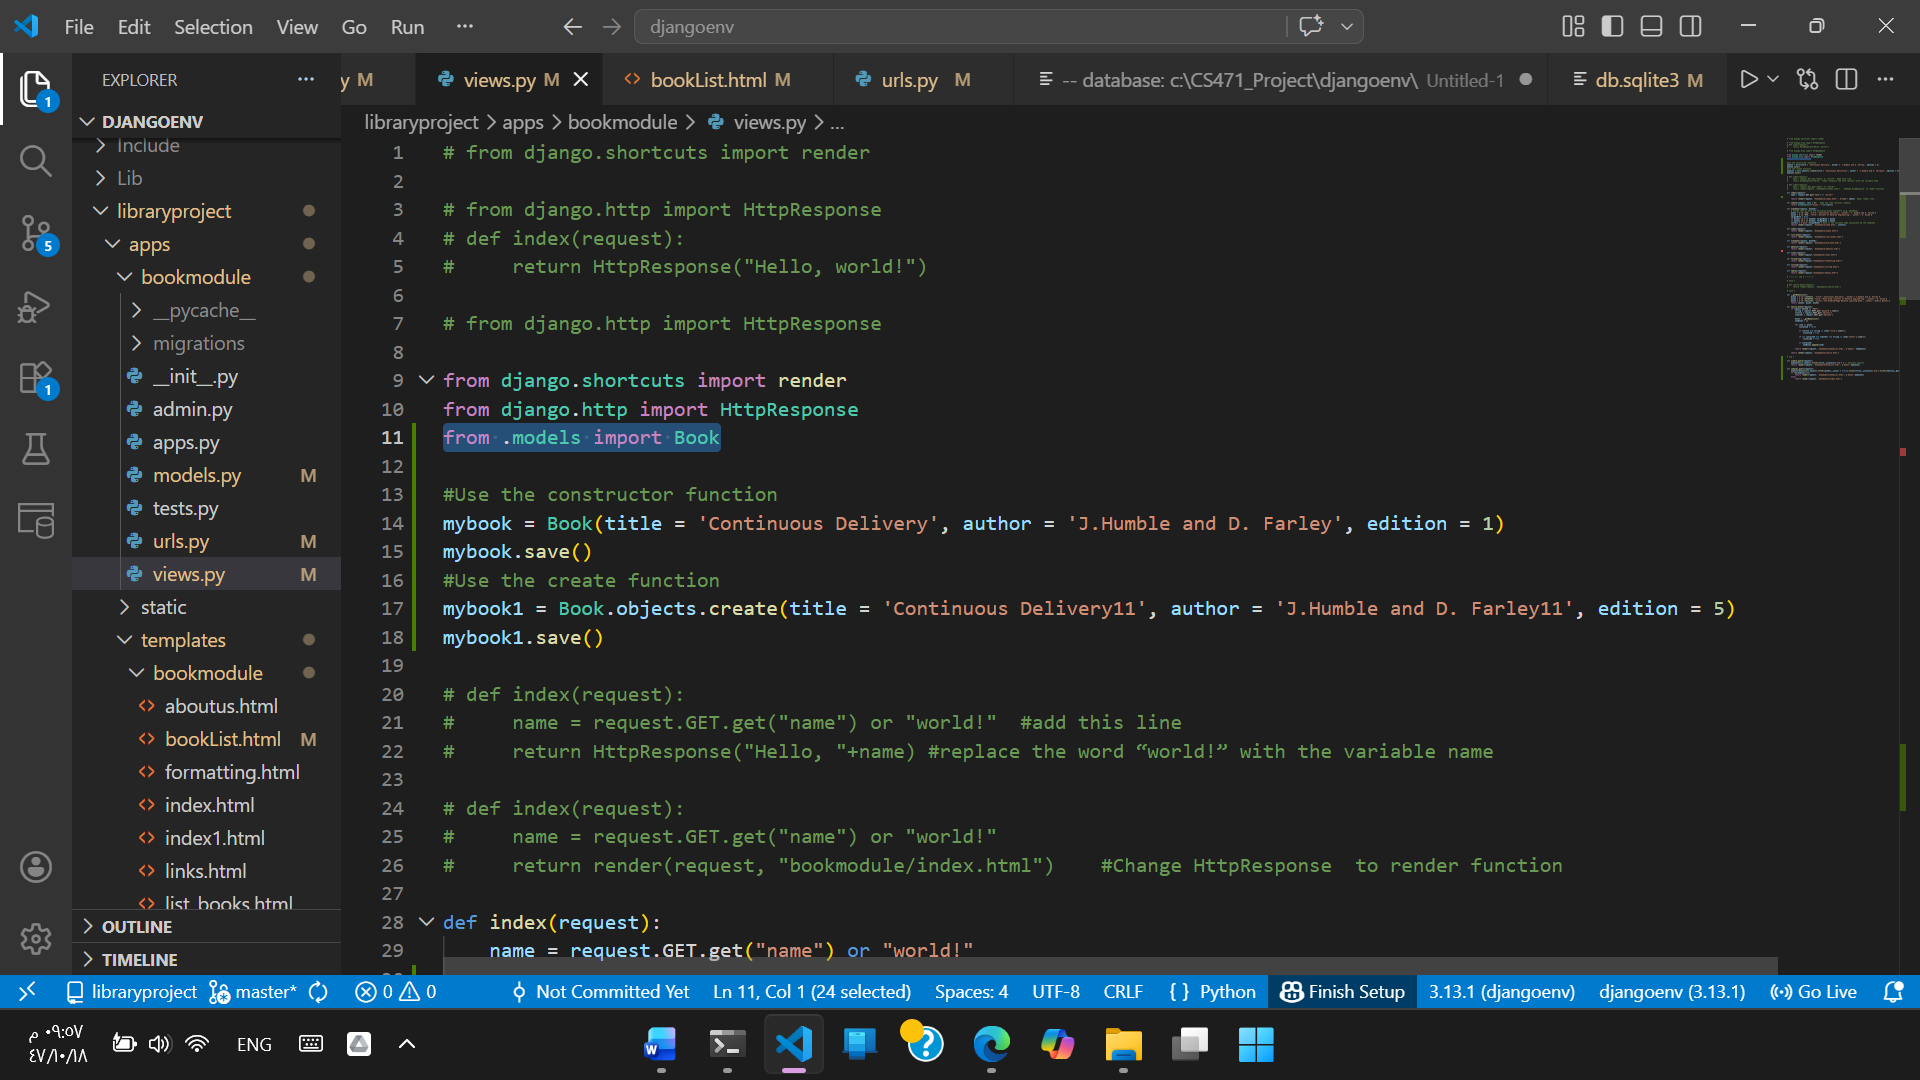 File Edit Selection View Go Run ···
djangoenv
EXPLORER ···
y M
views.py M
bookList.html M
urls.py M
-- database: c:\CS471_Project\djangoenv\ Untitled-1
db.sqlite3 M
DJANGOENV
Include
Lib
libraryproject
apps
bookmodule
__pycache__
migrations
__init__.py
admin.py
apps.py
models.py M
tests.py
urls.py M
views.py M
static
templates
bookmodule
aboutus.html
bookList.html M
formatting.html
index.html
index1.html
links.html
list_books.html
OUTLINE
TIMELINE
1
5
1
libraryproject > apps > bookmodule > views.py > ...
1 # from django.shortcuts import render
2
3 # from django.http import HttpResponse
4 # def index(request):
5 #     return HttpResponse("Hello, world!")
6
7 # from django.http import HttpResponse
8
9 from django.shortcuts import render
10 from django.http import HttpResponse
11 from .models import Book
12
13 #Use the constructor function
14 mybook = Book(title = 'Continuous Delivery', author = 'J.Humble and D. Farley', edition = 1)
15 mybook.save()
16 #Use the create function
17 mybook1 = Book.objects.create(title = 'Continuous Delivery11', author = 'J.Humble and D. Farley11', edition = 5)
18 mybook1.save()
19
20 # def index(request):
21 #     name = request.GET.get("name") or "world!"  #add this line
22 #     return HttpResponse("Hello, "+name) #replace the word “world!” with the variable name
23
24 # def index(request):
25 #     name = request.GET.get("name") or "world!"
26 #     return render(request, "bookmodule/index.html")    #Change HttpResponse  to render function
27
28 def index(request):
29     name = request.GET.get("name") or "world!"
libraryproject master* 0 0 Not Committed Yet Ln 11, Col 1 (24 selected) Spaces: 4 UTF-8 CRLF { } Python Finish Setup 3.13.1 (djangoenv) djangoenv (3.13.1) Go Live
٠٩:٥٧ م
٤٧/١٠/١٨
ENG